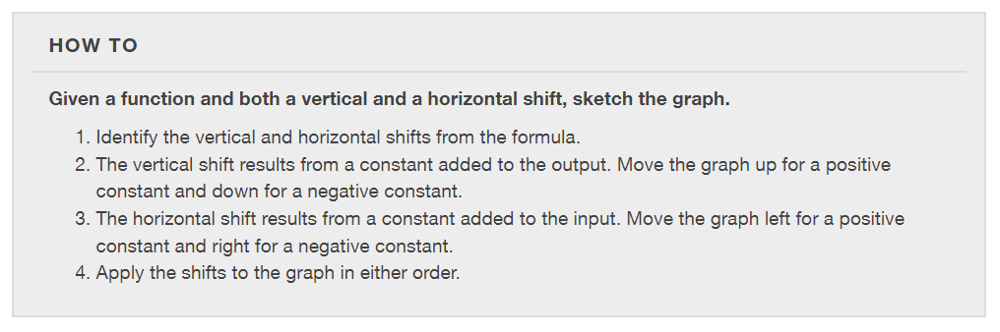 HOW TO
Given a function and both a vertical and a horizontal shift, sketch the graph.
1. Identify the vertical and horizontal shifts from the formula.
2. The vertical shift results from a constant added to the output. Move the graph up for a positive
constant and down for a negative constant.
3. The horizontal shift results from a constant added to the input. Move the graph left for a positive
constant and right for a negative constant.
4. Apply the shifts to the graph in either order.